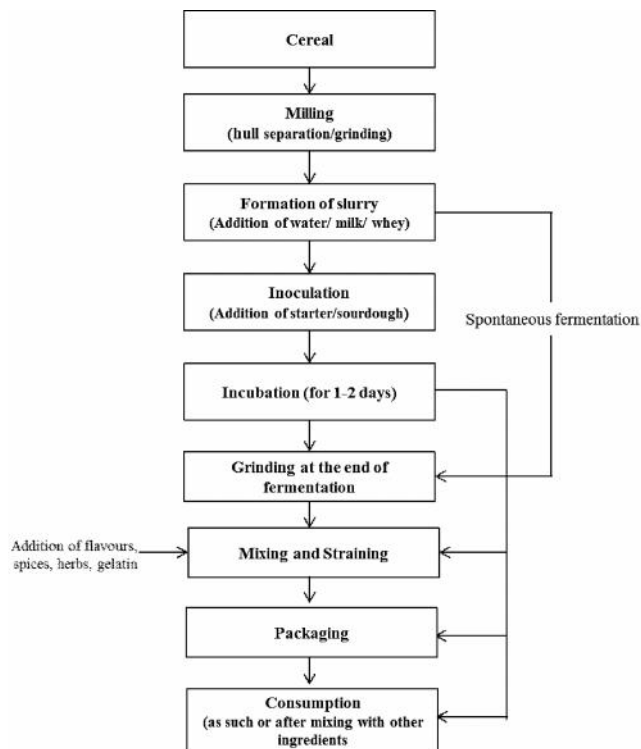 Cereal
Milling
(hull separation/grinding)
Formation of slurry
(Addition of water/ milk/ whey)
Inoculation
(Addition of starter/sourdough)
Spontaneous fermentation
Incubation (for 1-2 days)
Grinding at the end of
fermentation
Addition of flavours,
spices, herbs, gelatin
Mixing and Straining
Packaging
Consumption
(as such or after mixing with other
ingredients